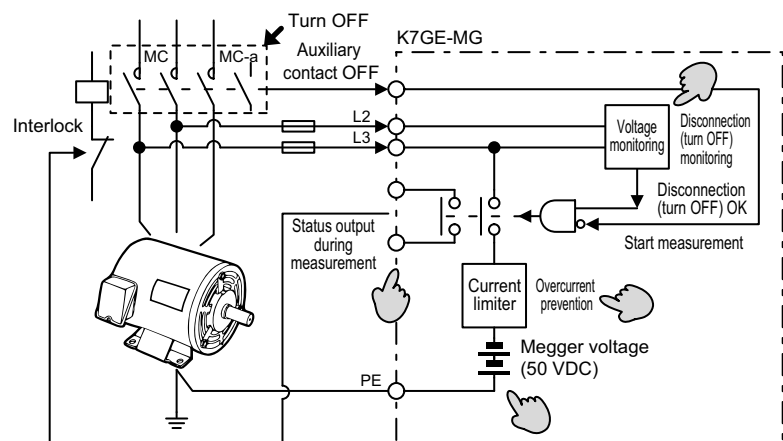 Turn OFF
K7GE-MG
MC
MC-a
Auxiliary
contact OFF
Interlock
L2
L3
Voltage
monitoring
Disconnection
(turn OFF)
monitoring
Disconnection
(turn OFF) OK
Status output
during
measurement
Start measurement
Current
limiter
Overcurrent
prevention
Megger voltage
(50 VDC)
PE